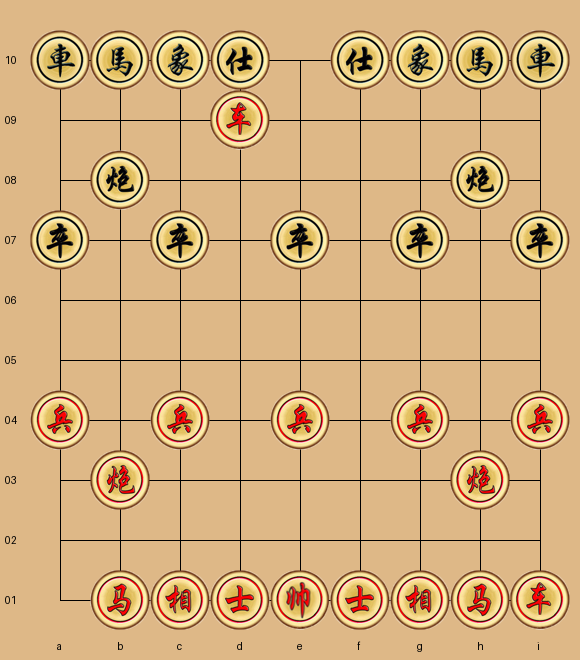 10 車 馬 象 仕 仕 象 馬 車
09 车
08 炮 炮
07 卒 卒 卒 卒 卒
06
05
04 兵 兵 兵 兵 兵
03 炮 炮
02
01 马 相 士 帅 士 相 马 车
a b c d e f g h i